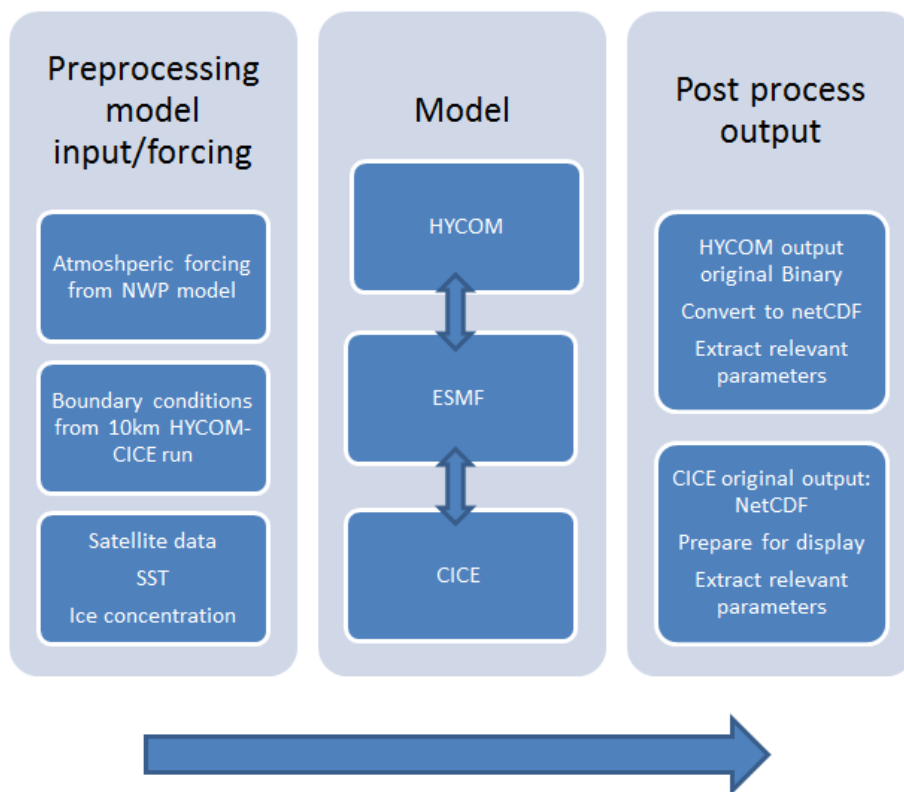 Preprocessing
model
input/forcing
Atmoshperic forcing
from NWP model
Boundary conditions
from 10km HYCOM-
CICE run
Satellite data
SST
Ice concentration
Model
HYCOM
ESMF
CICE
Post process
output
HYCOM output
original Binary
Convert to netCDF
Extract relevant
parameters
CICE original output:
NetCDF
Prepare for display
Extract relevant
parameters